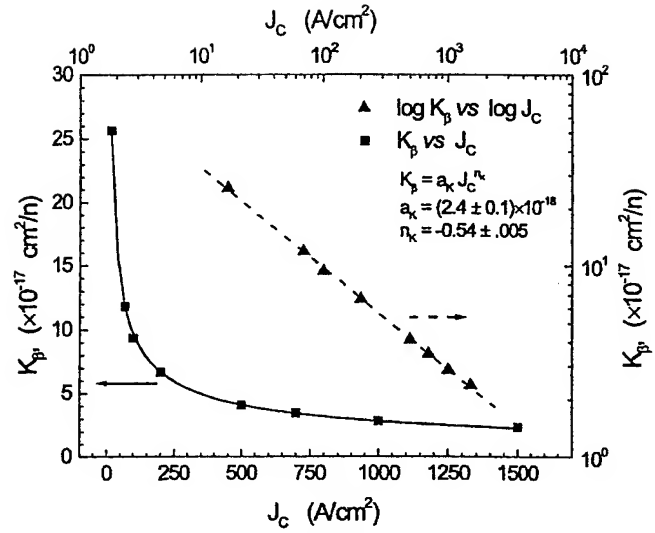 J_C (A/cm²)
10⁰ 10¹ 10² 10³ 10⁴
30 10²
25
20
15
10
5
0
10¹
10⁰
▲ log K_β vs log J_C
■ K_β vs J_C
K_β = a_K J_C^{n_K}
a_K = (2.4 ± 0.1)×10⁻¹⁸
n_K = -0.54 ± .005
K_β, (×10⁻¹⁷ cm²/n)
K_β, (×10⁻¹⁷ cm²/n)
0 250 500 750 1000 1250 1500
J_C (A/cm²)